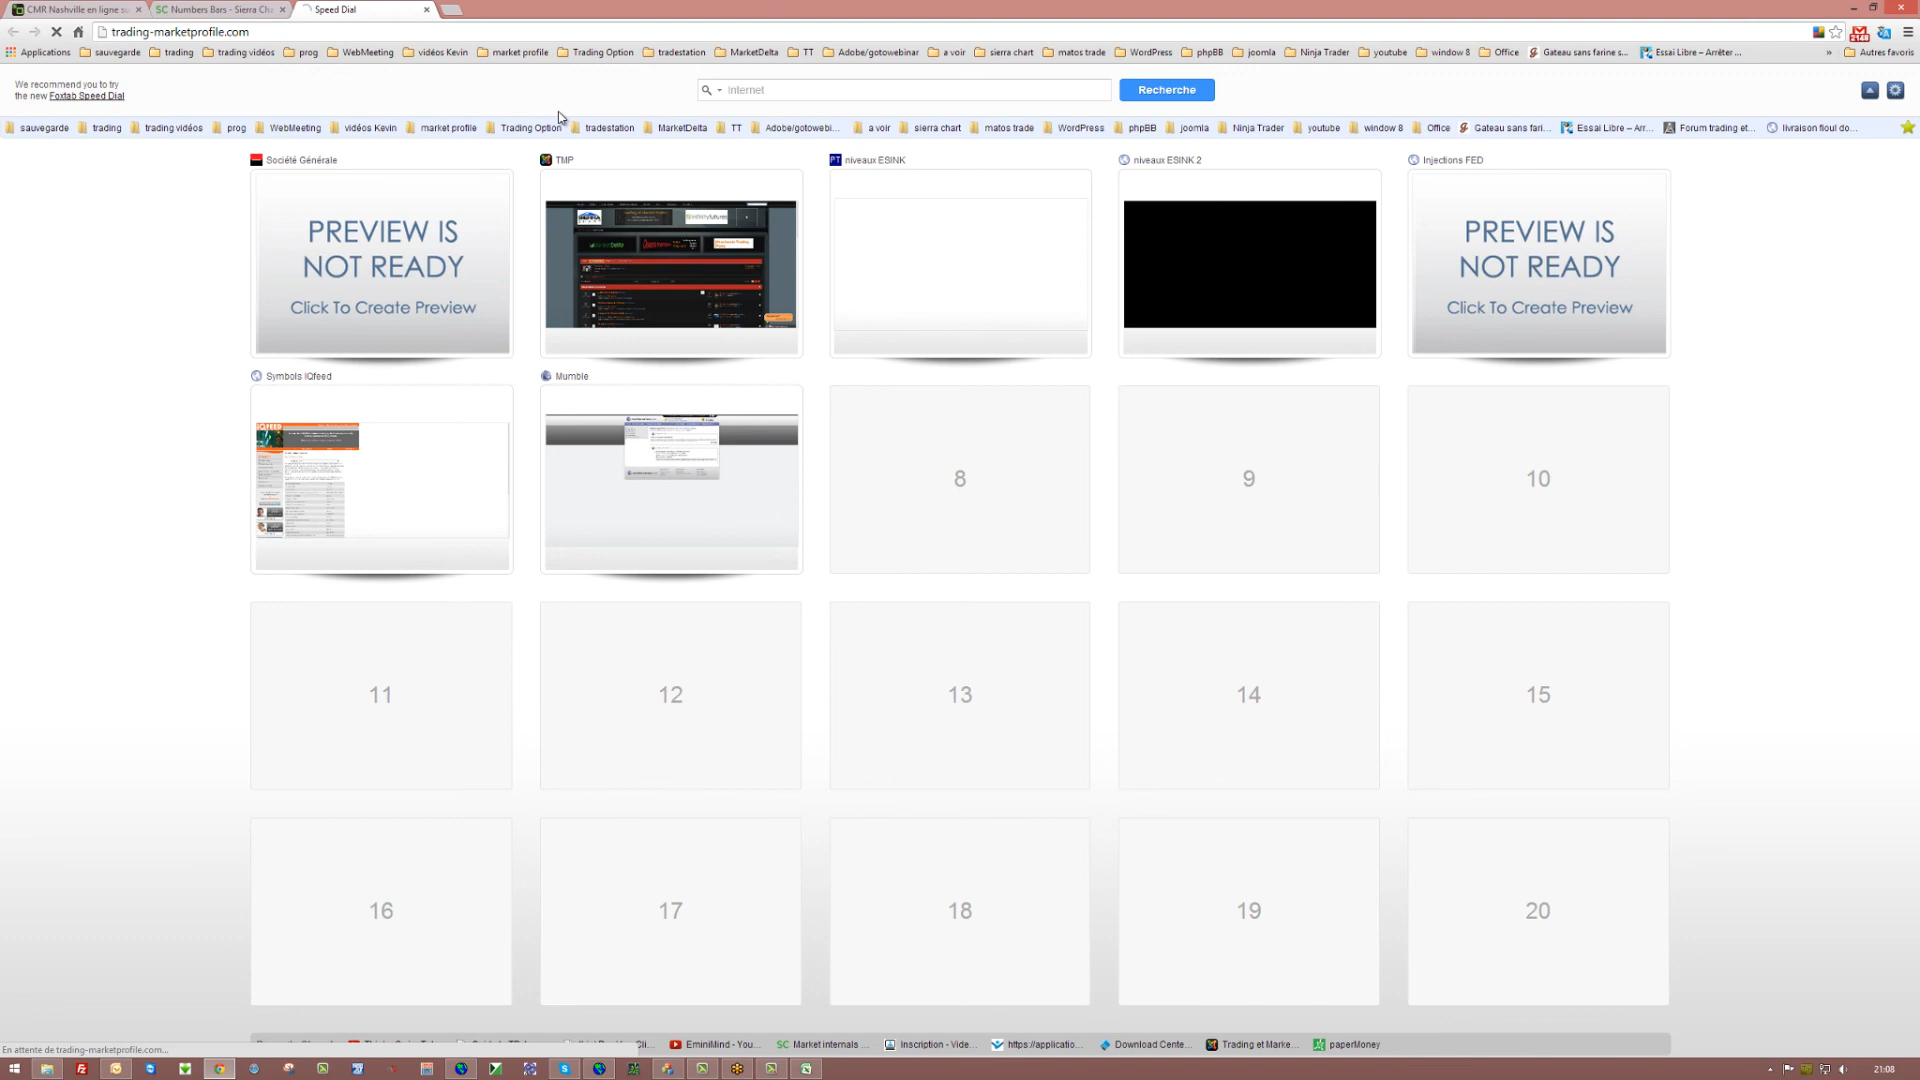 CMR Nashville en ligne su
SC Numbers Bars - Sierra Cha
Speed Dial
trading-marketprofile.com
Applications sauvegarde trading trading vidéos prog WebMeeting vidéos Kevin market profile Trading Option tradestation MarketDelta TT Adobe/gotowebinar a voir sierra chart matos trade WordPress phpBB joomla Ninja Trader youtube window 8 Office Gateau sans farine s... Essai Libre – Arrêter ... » Autres favoris
We recommend you to try
the new Foxtab Speed Dial
Internet
Recherche
sauvegarde trading trading vidéos prog WebMeeting vidéos Kevin market profile Trading Option tradestation MarketDelta TT Adobe/gotowebi... a voir sierra chart matos trade WordPress phpBB joomla Ninja Trader youtube window 8 Office Gateau sans fari... Essai Libre – Arr... Forum trading et... livraison fioul do...
Société Générale
TMP
PT niveaux ESINK
niveaux ESINK 2
Injections FED
PREVIEW IS
NOT READY
Click To Create Preview
PREVIEW IS
NOT READY
Click To Create Preview
Symbols IQfeed
Mumble
IQFEED
8
9
10
11
12
13
14
15
16
17
18
19
20
EminiMind - You...
SC Market internals ...
Inscription - Vide...
https://applicatio...
Download Cente...
Trading et Marke...
paperMoney
En attente de trading-marketprofile.com...
21:08